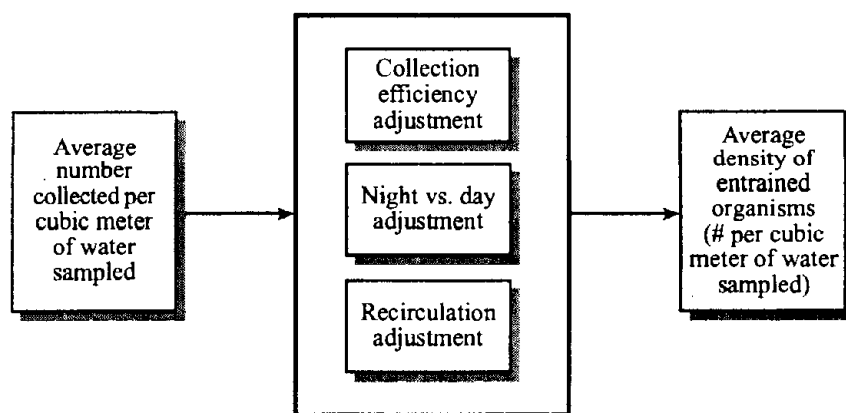 Average
number
collected per
cubic meter
of water
sampled
Collection
efficiency
adjustment
Night vs. day
adjustment
Recirculation
adjustment
Average
density of
entrained
organisms
(# per cubic
meter of water
sampled)